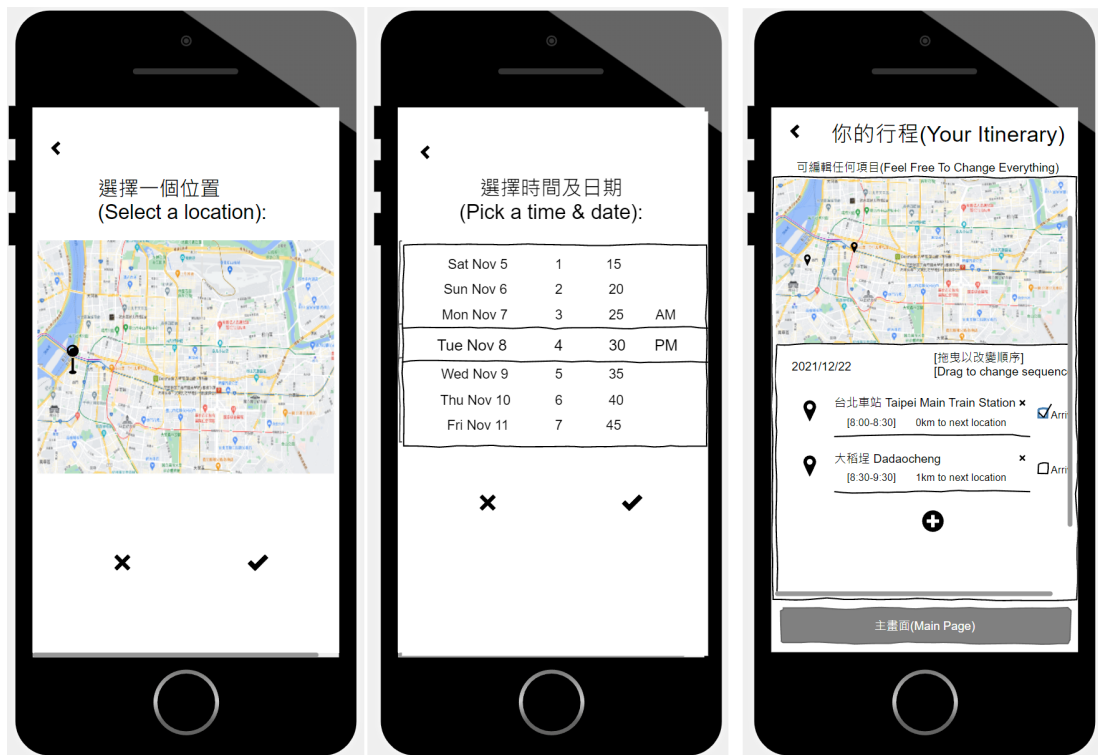 選擇一個位置
(Select a location):
選擇時間及日期
(Pick a time & date):
Sat Nov 5 1 15
Sun Nov 6 2 20
Mon Nov 7 3 25 AM
Tue Nov 8 4 30 PM
Wed Nov 9 5 35
Thu Nov 10 6 40
Fri Nov 11 7 45
你的行程(Your Itinerary)
可編輯任何項目(Feel Free To Change Everything)
2021/12/22
[拖曳以改變順序]
[Drag to change sequenc
台北車站 Taipei Main Train Station
[8:00-8:30] 0km to next location
Arri
大稻埕 Dadaocheng
[8:30-9:30] 1km to next location
Arri
主畫面(Main Page)